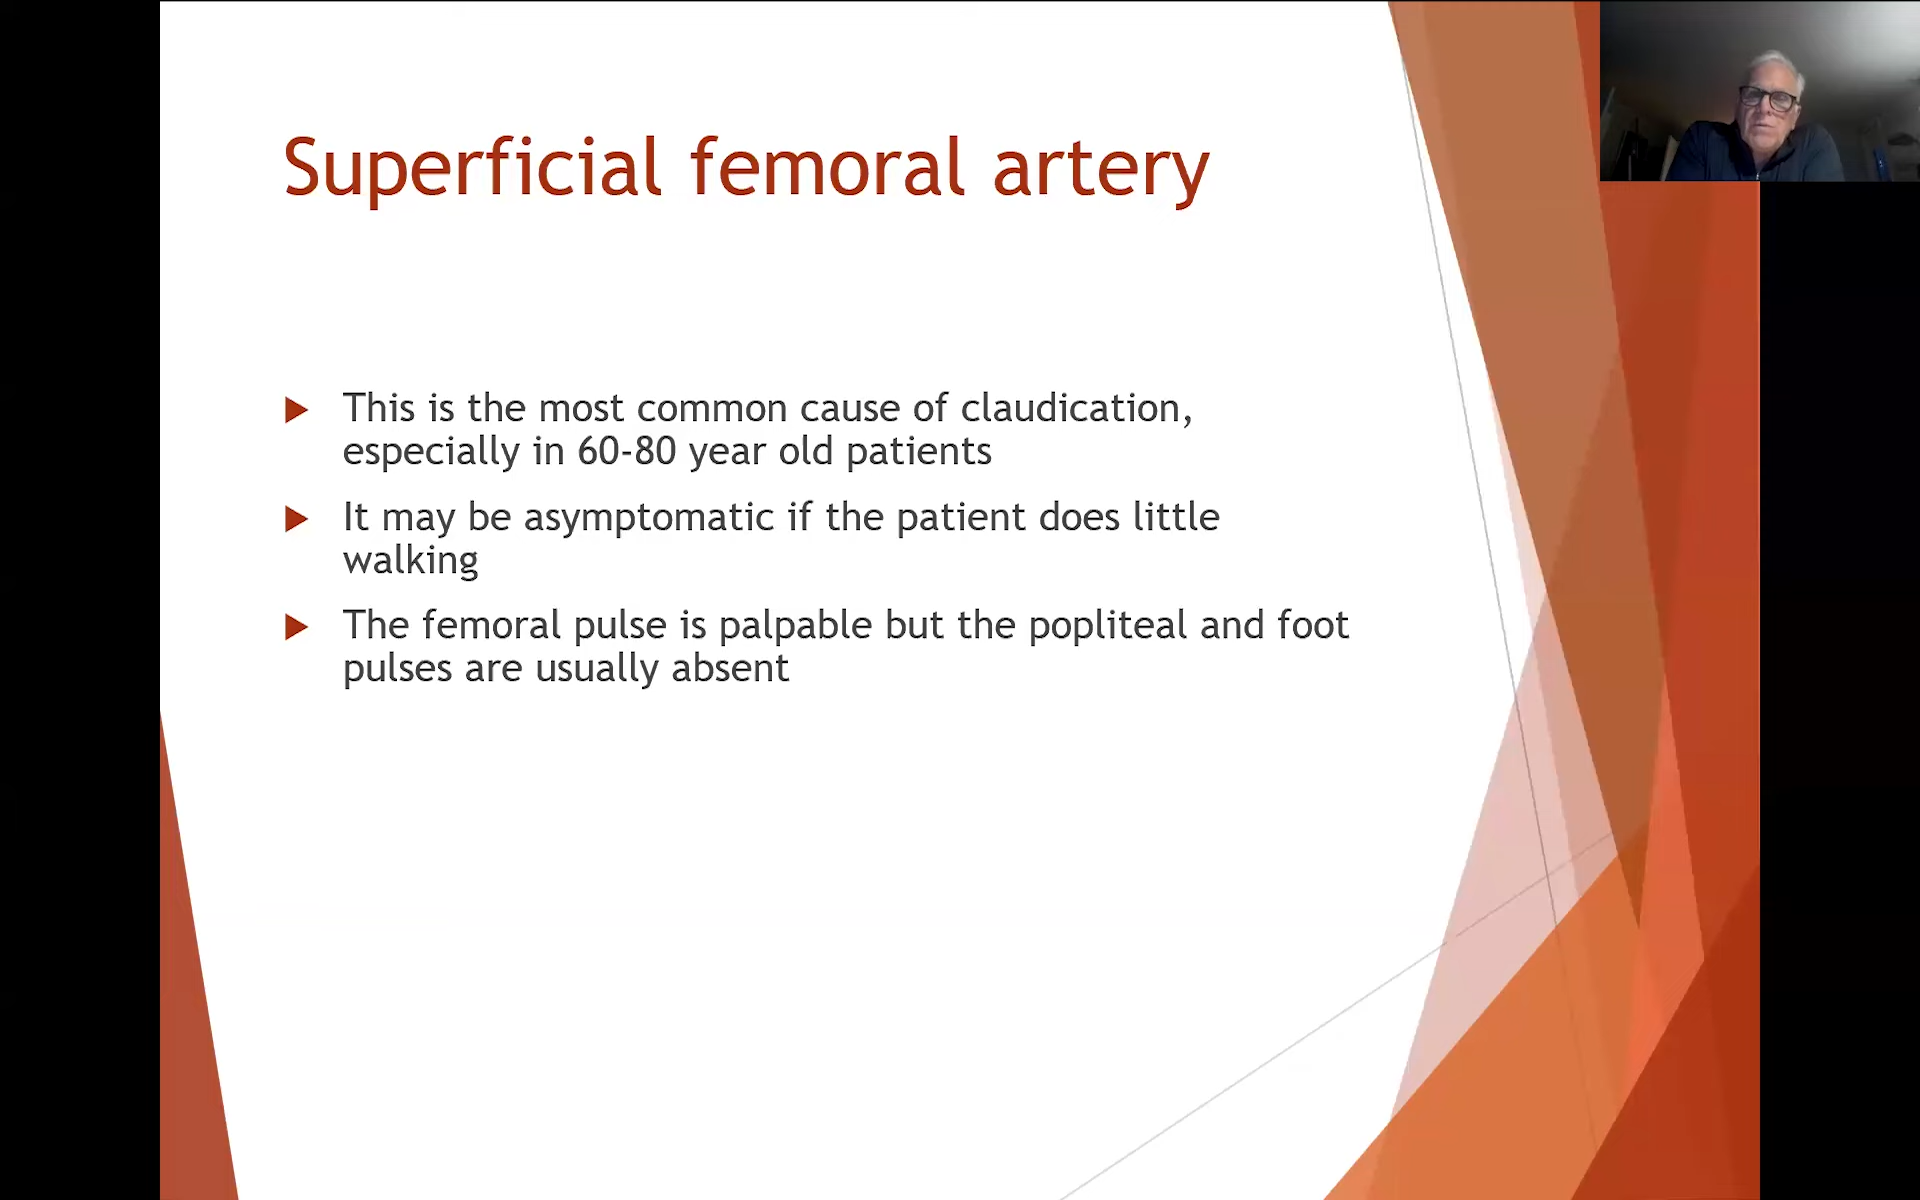 Superficial femoral artery
This is the most common cause of claudication,
especially in 60-80 year old patients
It may be asymptomatic if the patient does little
walking
The femoral pulse is palpable but the popliteal and foot
pulses are usually absent